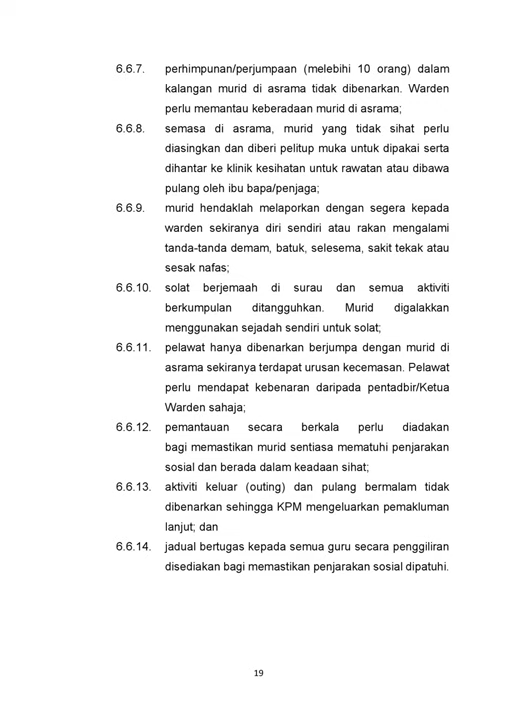 6.6.7. perhimpunan/perjumpaan (melebihi 10 orang) dalam
kalangan murid di asrama tidak dibenarkan. Warden
perlu memantau keberadaan murid di asrama;
6.6.8. semasa di asrama, murid yang tidak sihat perlu
diasingkan dan diberi pelitup muka untuk dipakai serta
dihantar ke klinik kesihatan untuk rawatan atau dibawa
pulang oleh ibu bapa/penjaga;
6.6.9. murid hendaklah melaporkan dengan segera kepada
warden sekiranya diri sendiri atau rakan mengalami
tanda-tanda demam, batuk, selesema, sakit tekak atau
sesak nafas;
6.6.10. solat berjemaah di surau dan semua aktiviti
berkumpulan ditangguhkan. Murid digalakkan
menggunakan sejadah sendiri untuk solat;
6.6.11. pelawat hanya dibenarkan berjumpa dengan murid di
asrama sekiranya terdapat urusan kecemasan. Pelawat
perlu mendapat kebenaran daripada pentadbir/Ketua
Warden sahaja;
6.6.12. pemantauan secara berkala perlu diadakan
bagi memastikan murid sentiasa mematuhi penjarakan
sosial dan berada dalam keadaan sihat;
6.6.13. aktiviti keluar (outing) dan pulang bermalam tidak
dibenarkan sehingga KPM mengeluarkan pemakluman
lanjut; dan
6.6.14. jadual bertugas kepada semua guru secara penggiliran
disediakan bagi memastikan penjarakan sosial dipatuhi.
19